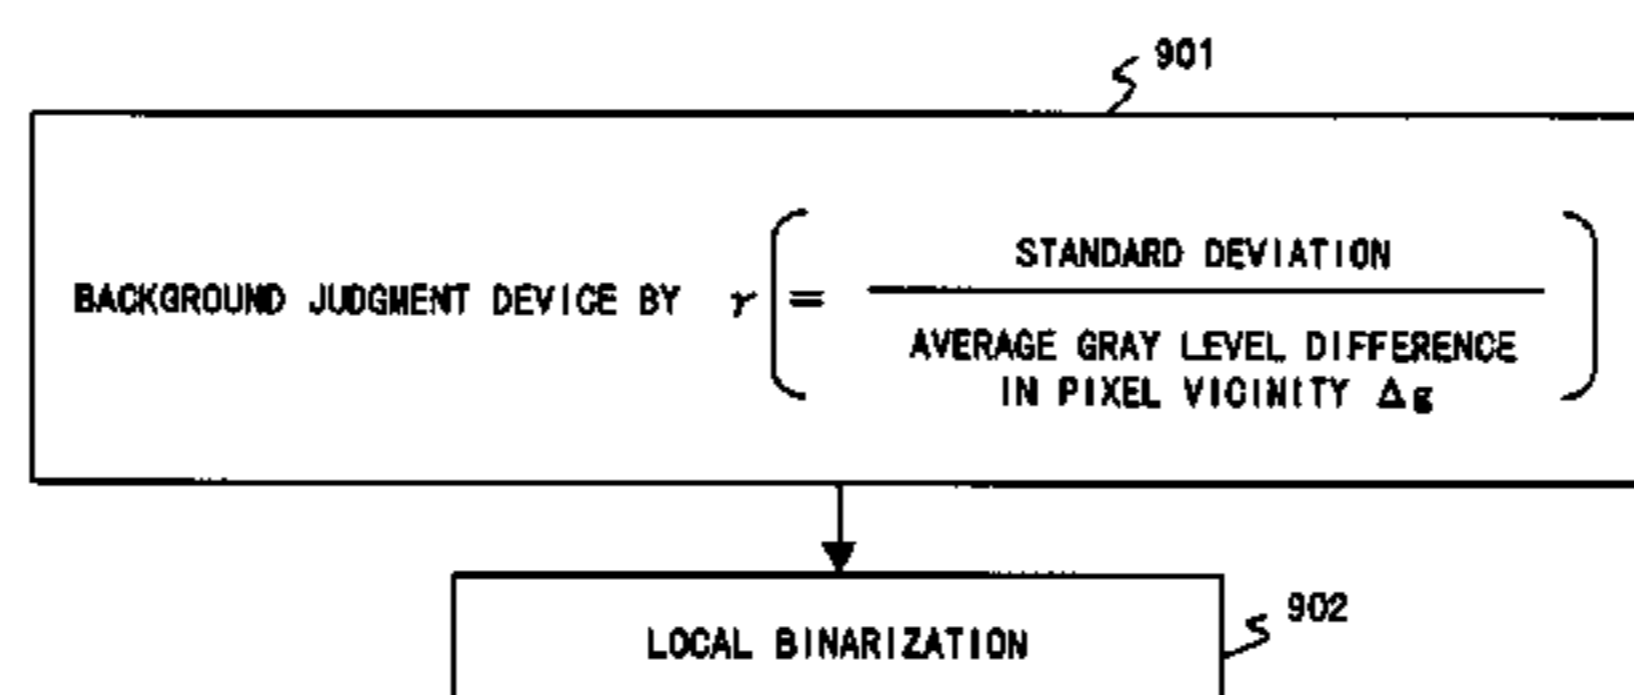 901
STANDARD DEVIATION
BACKGROUND JUDGMENT DEVICE BY r =
AVERAGE GRAY LEVEL DIFFERENCE
IN PIXEL VICINITY Δg
902
LOCAL BINARIZATION